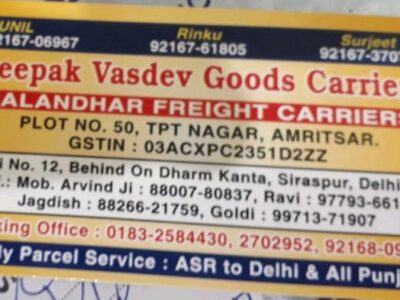 UNIL Rinku Surjeet
2167-06967 92167-61805 92167-370
eepak Vasdev Goods Carrie
ALANDHAR FREIGHT CARRIERS
PLOT NO. 50, TPT NAGAR, AMRITSAR.
GSTIN : 03ACXPC2351D2ZZ
i No. 12, Behind On Dharm Kanta, Siraspur, Delhi
.: Mob. Arvind Ji : 88007-80837, Ravi : 97793-661
Jagdish : 88266-21759, Goldi : 99713-71907
king Office : 0183-2584430, 2702952, 92168-09
ly Parcel Service : ASR to Delhi & All Punj